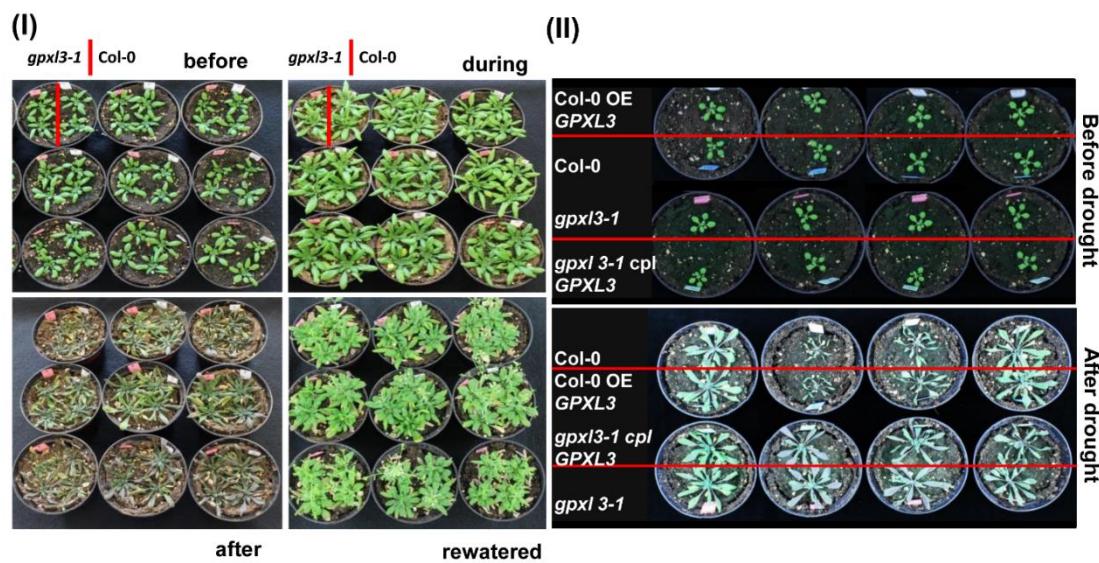 (I)
gpxl3-1 Col-0 before
gpxl3-1 Col-0 during
after
rewatered
(II)
Col-0 OE
GPXL3
Col-0
gpxl3-1
gpxl 3-1 cpl
GPXL3
Before drought
Col-0
Col-0 OE
GPXL3
gpxl3-1 cpl
GPXL3
gpxl 3-1
After drought